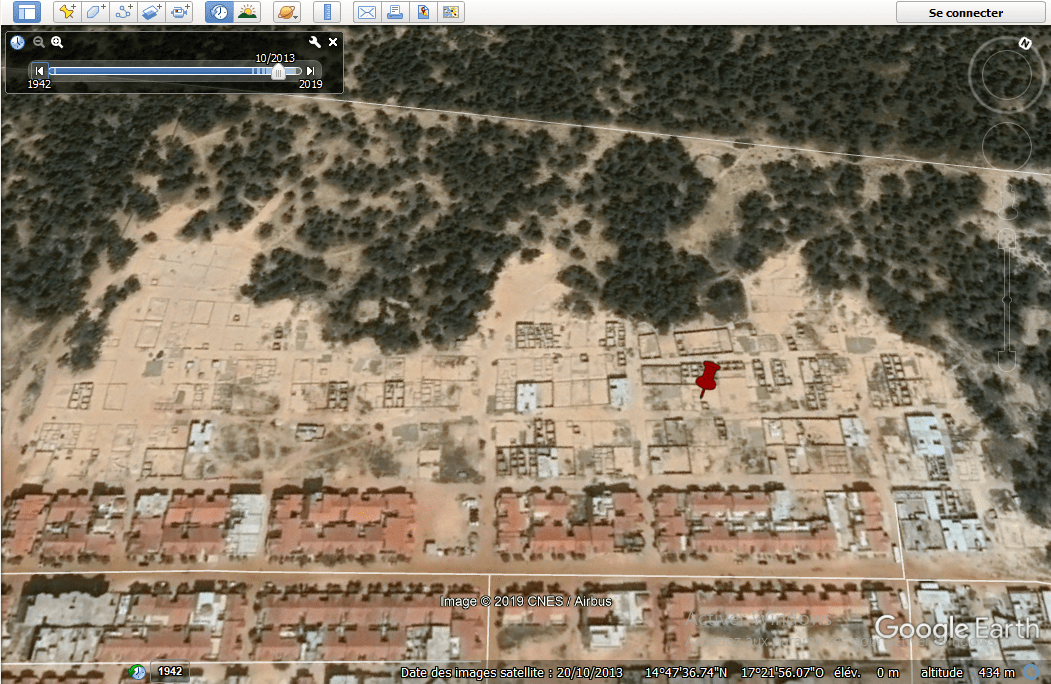 Se connecter
N
10/2013
1942
2019
Image © 2019 CNES / Airbus
Google Earth
1942
Date des images satellite : 20/10/2013 14°47'36.74"N 17°21'56.07"O élév. 0 m altitude 434 m